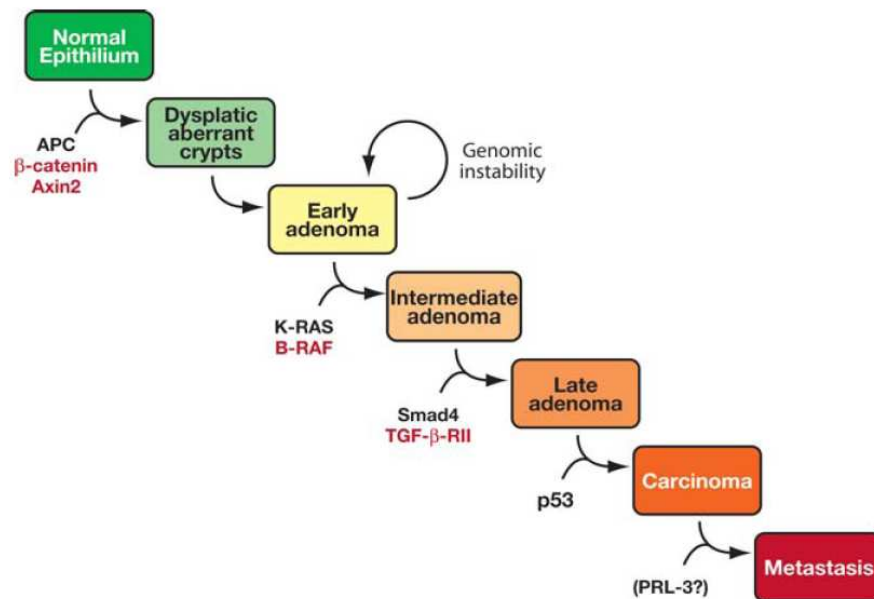 Normal
Epithilium
APC
β-catenin
Axin2
Dysplatic
aberrant
crypts
Genomic
instability
Early
adenoma
K-RAS
B-RAF
Intermediate
adenoma
Smad4
TGF-β-RII
Late
adenoma
p53
Carcinoma
(PRL-3?)
Metastasis